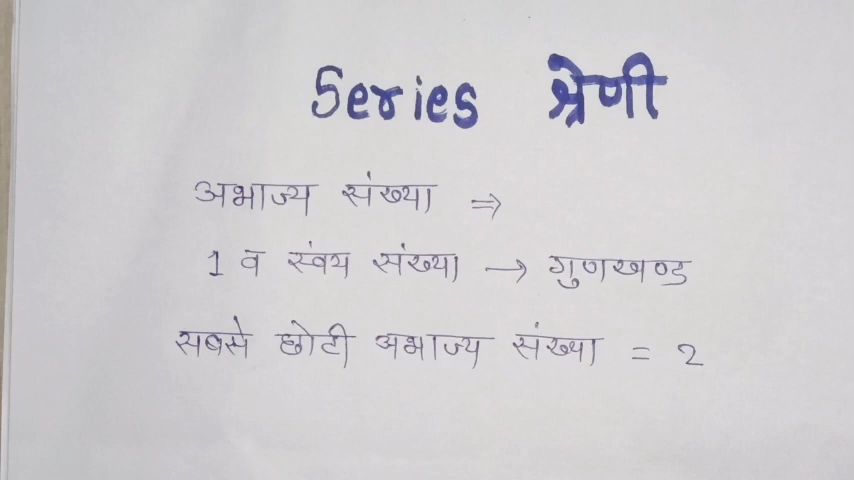 Series श्रेणी
अभाज्य संख्या ⇒
1 व स्वंय संख्या → गुणखण्ड
सबसे छोटी अभाज्य संख्या = 2